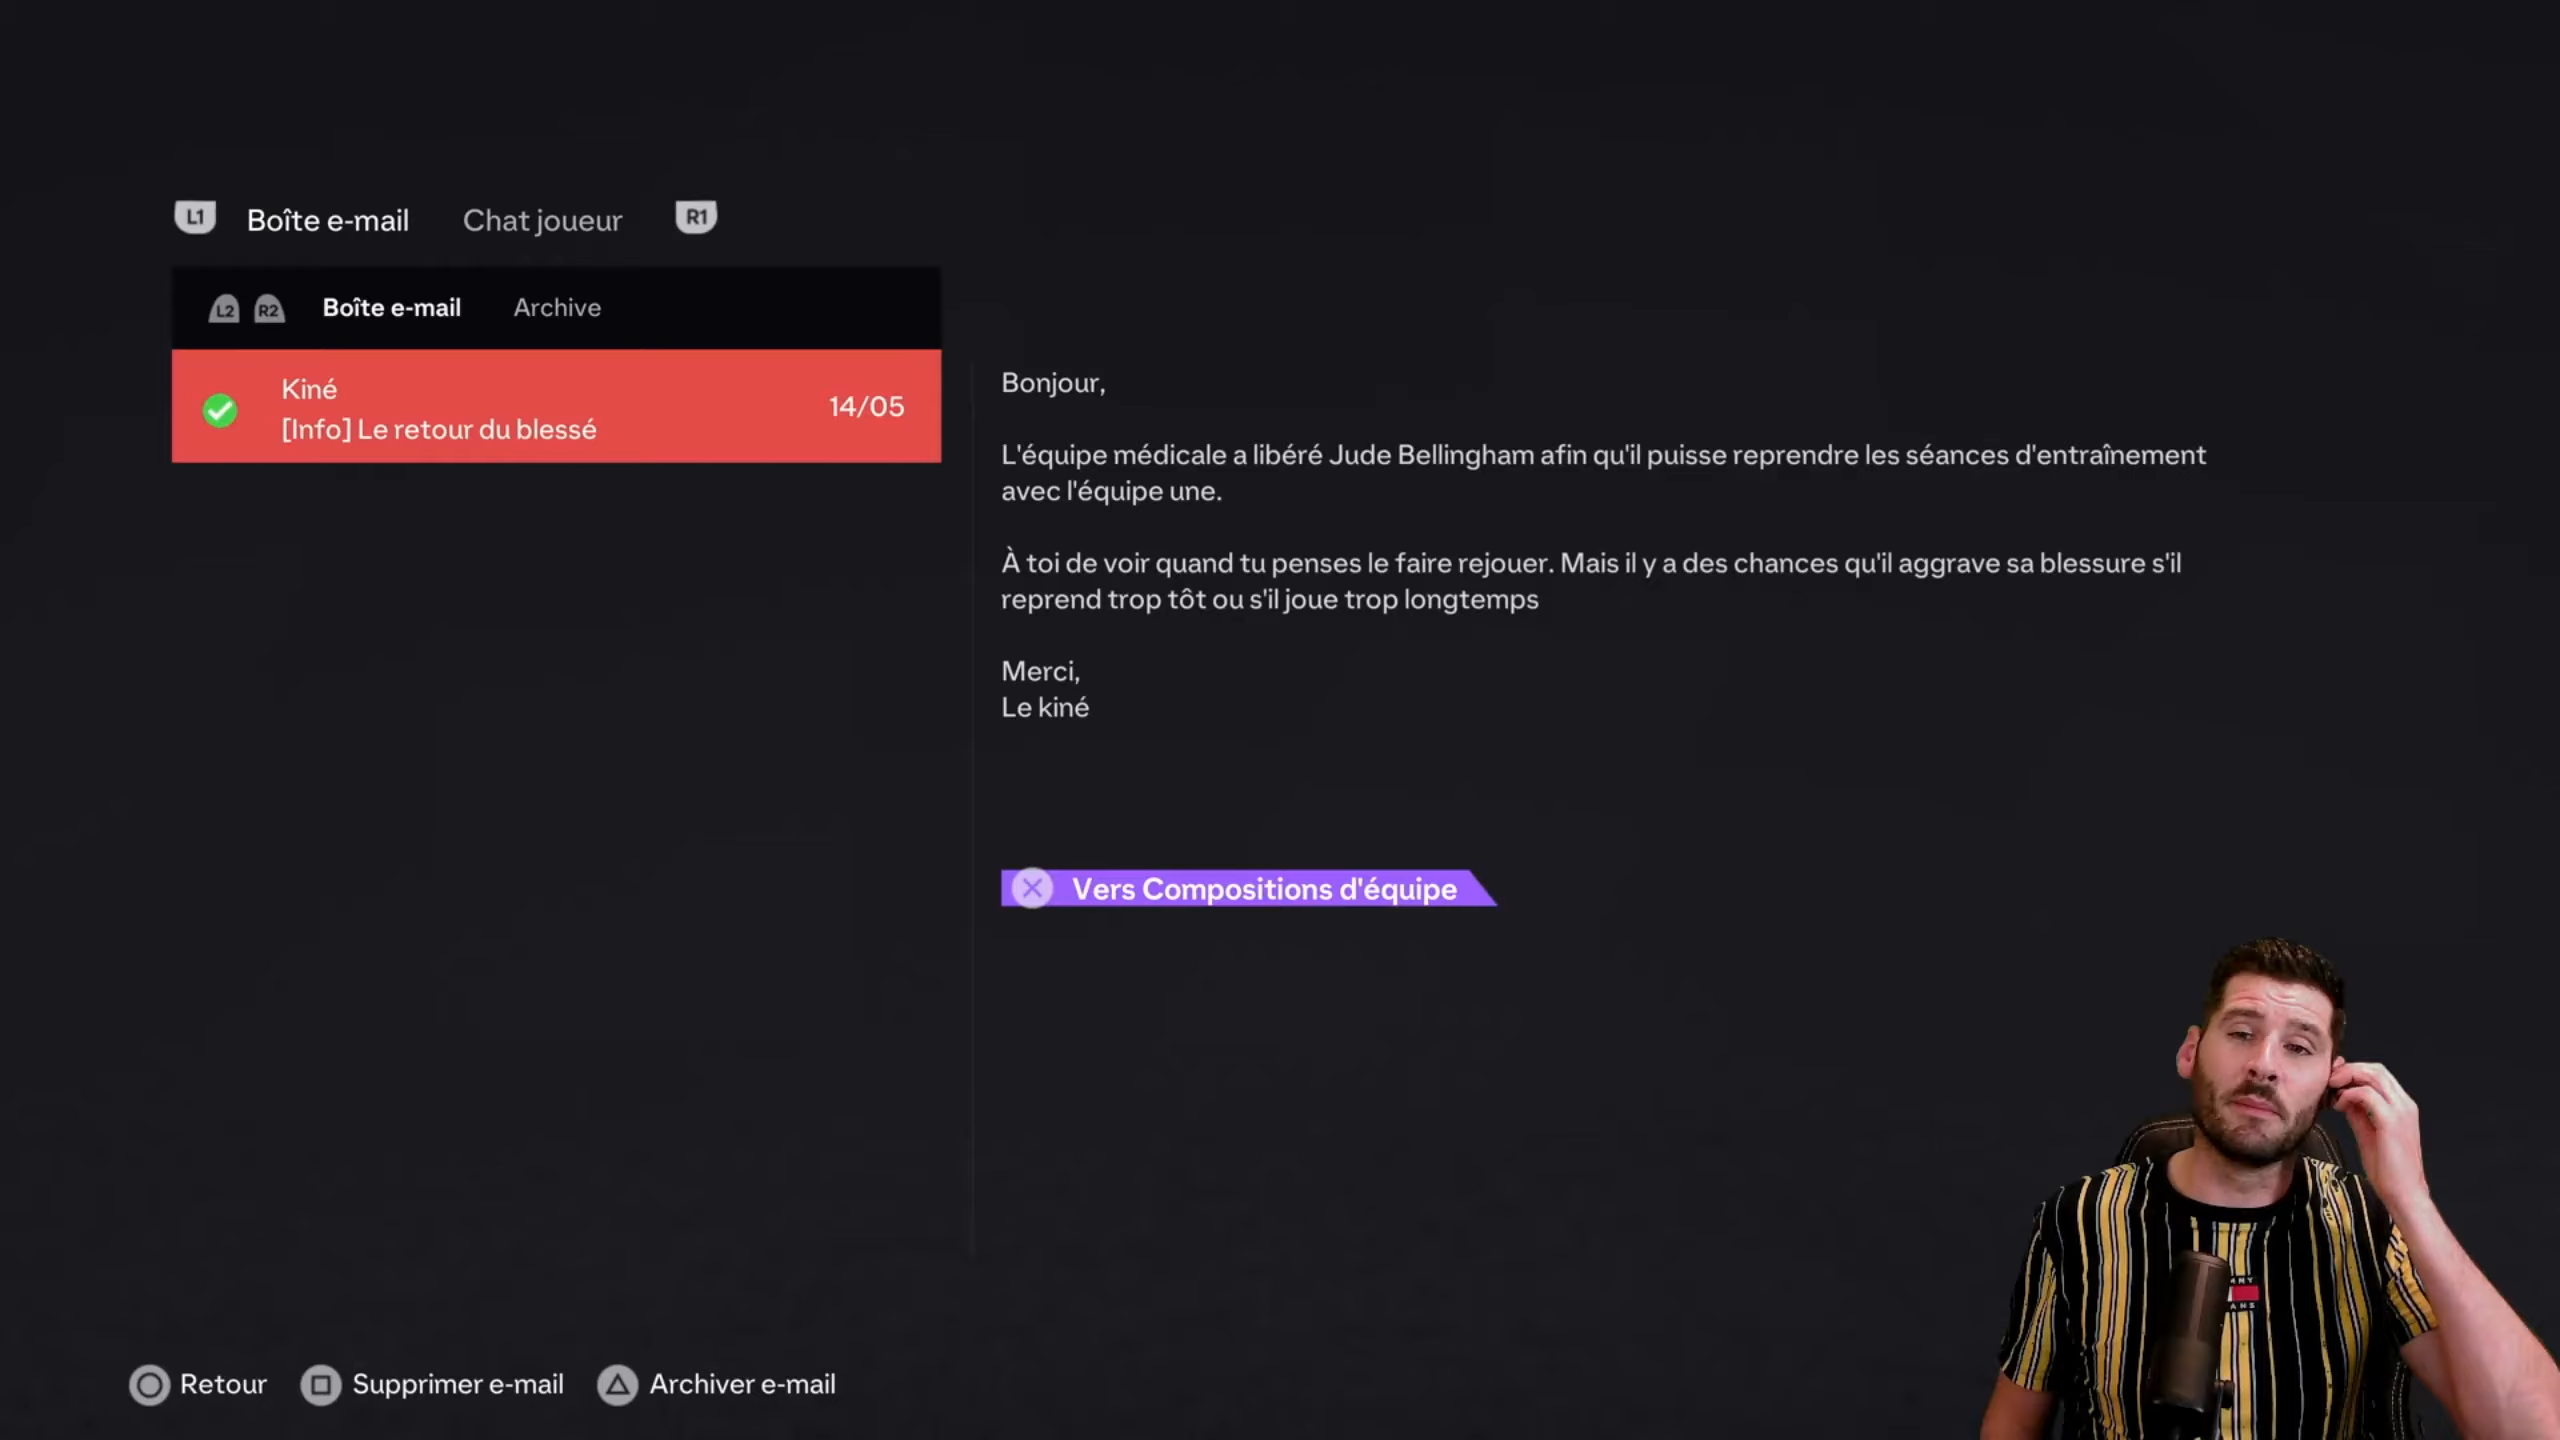 L1 Boîte e-mail Chat joueur R1
L2 R2 Boîte e-mail Archive
Kiné
[Info] Le retour du blessé
14/05
Bonjour,
L'équipe médicale a libéré Jude Bellingham afin qu'il puisse reprendre les séances d'entraînement
avec l'équipe une.
À toi de voir quand tu penses le faire rejouer. Mais il y a des chances qu'il aggrave sa blessure s'il
reprend trop tôt ou s'il joue trop longtemps
Merci,
Le kiné
Vers Compositions d'équipe
Retour Supprimer e-mail Archiver e-mail